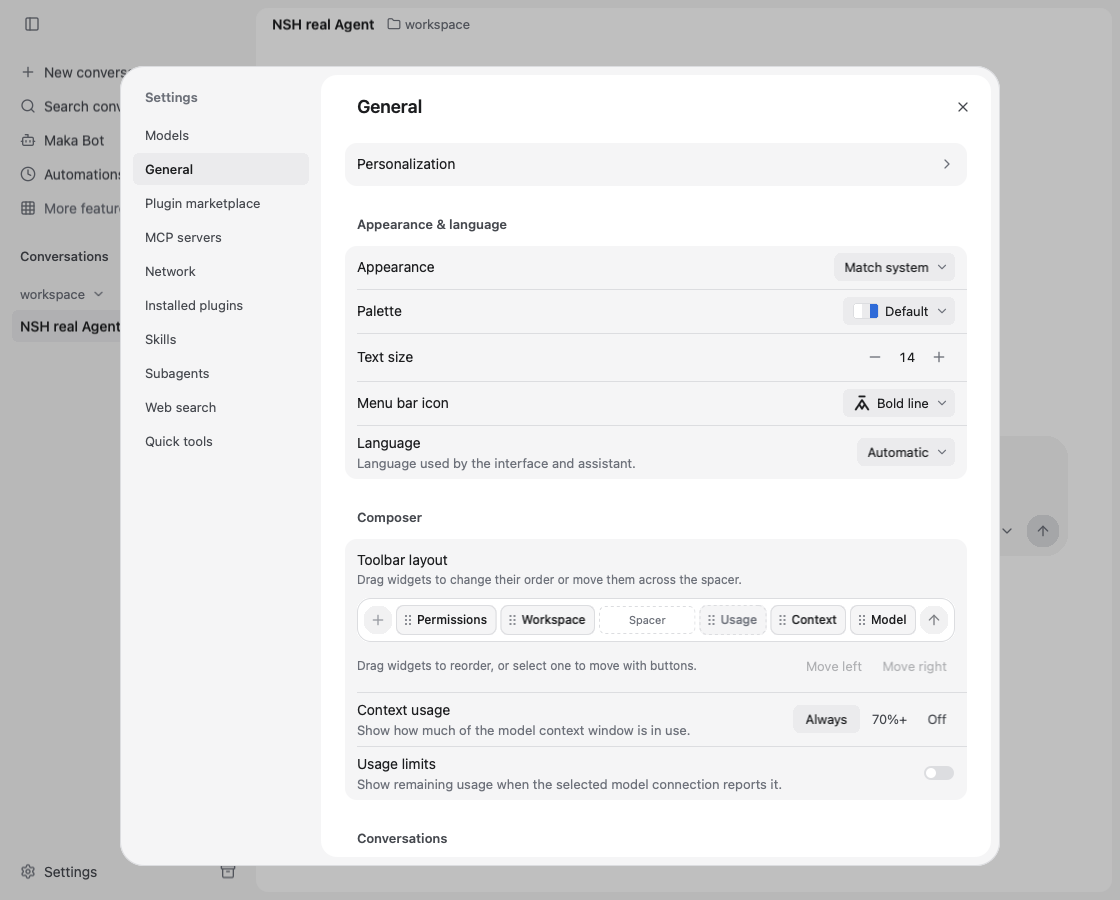 NSH real Agent
workspace
New convers
Search conv
Maka Bot
Automations
More featur
Conversations
workspace
NSH real Agent
Settings
Settings
Models
General
Plugin marketplace
MCP servers
Network
Installed plugins
Skills
Subagents
Web search
Quick tools
General
Personalization
Appearance & language
Appearance
Match system
Palette
Default
Text size
14
Menu bar icon
Bold line
Language
Language used by the interface and assistant.
Automatic
Composer
Toolbar layout
Drag widgets to change their order or move them across the spacer.
Permissions
Workspace
Spacer
Usage
Context
Model
Drag widgets to reorder, or select one to move with buttons.
Move left
Move right
Context usage
Show how much of the model context window is in use.
Always
70%+
Off
Usage limits
Show remaining usage when the selected model connection reports it.
Conversations